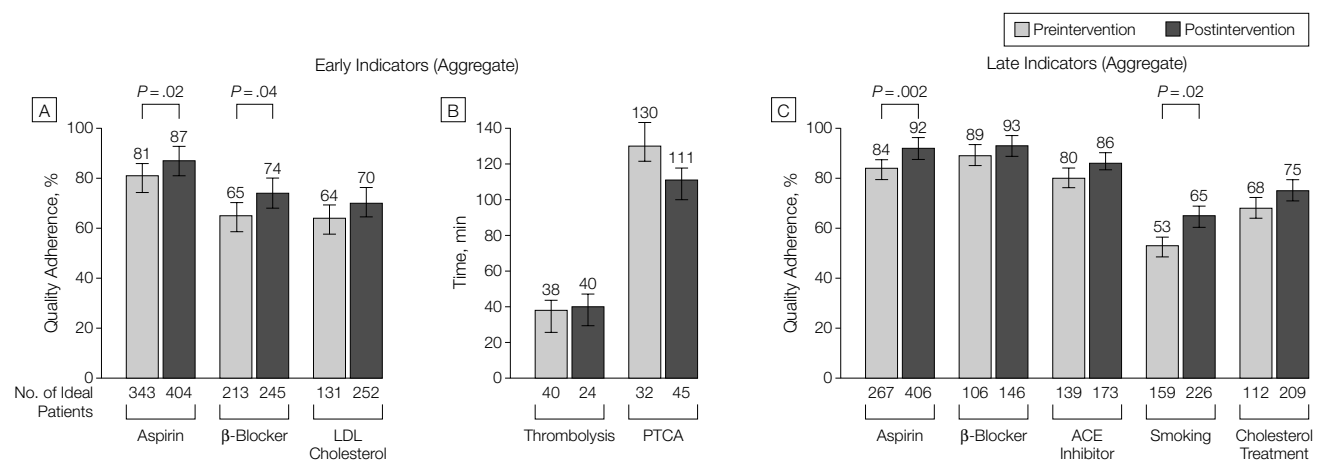 Preintervention Postintervention
Early Indicators (Aggregate)
Late Indicators (Aggregate)
A
P = .02
P = .04
Quality Adherence, %
100
80
60
40
20
0
81 87
65 74
64 70
No. of Ideal
Patients
343 404 213 245 131 252
Aspirin β-Blocker LDL
Cholesterol
B
Time, min
140
120
100
80
60
40
20
0
38 40
130 111
40 24 32 45
Thrombolysis PTCA
C
P = .002
P = .02
Quality Adherence, %
100
80
60
40
20
0
84 92
89 93
80 86
53 65
68 75
267 406 106 146 139 173 159 226 112 209
Aspirin β-Blocker ACE Smoking Cholesterol
Inhibitor Treatment